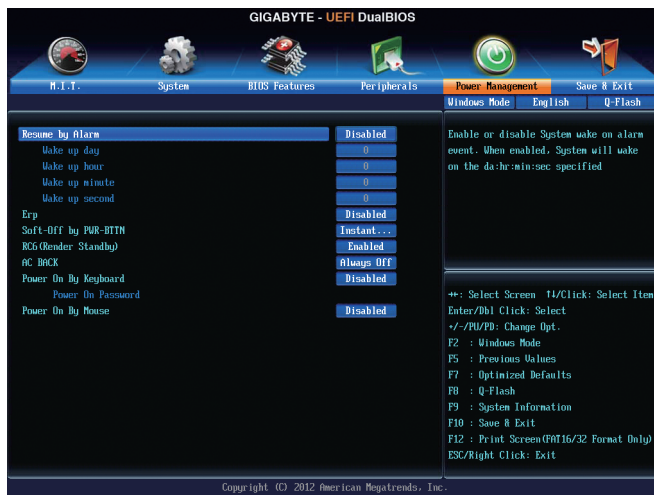 GIGABYTE - UEFI DualBIOS
M.I.T.
System
BIOS Features
Peripherals
Power Management
Save & Exit
Windows Mode
English
Q-Flash
Resume by Alarm Disabled
Wake up day 0
Wake up hour 0
Wake up minute 0
Wake up second 0
Erp Disabled
Soft-Off by PWR-BTTN Instant...
RC6(Render Standby) Enabled
AC BACK Always Off
Power On By Keyboard Disabled
Power On Password
Power On By Mouse Disabled
Enable or disable System wake on alarm
event. When enabled, System will wake
on the da:hr:min:sec specified
→←: Select Screen ↑↓/Click: Select Item
Enter/Dbl Click: Select
+/-/PU/PD: Change Opt.
F2 : Windows Mode
F5 : Previous Values
F7 : Optimized Defaults
F8 : Q-Flash
F9 : System Information
F10 : Save & Exit
F12 : Print Screen(FAT16/32 Format Only)
ESC/Right Click: Exit
Copyright (C) 2012 American Megatrends, Inc.